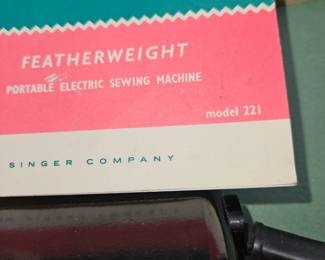 FEATHERWEIGHT
PORTABLE ELECTRIC SEWING MACHINE
model 221
SINGER COMPANY